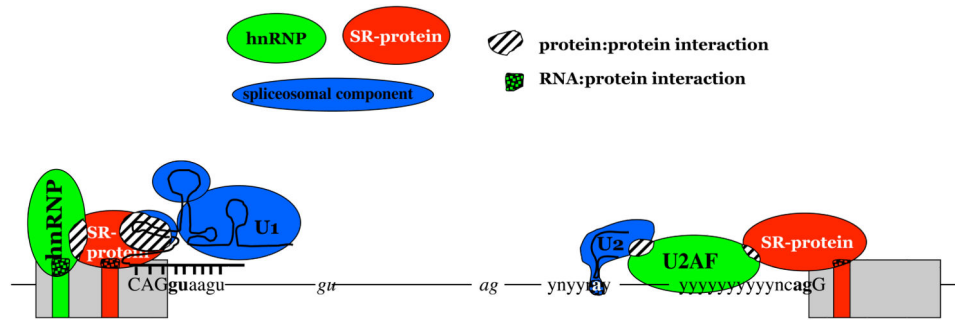 hnRNP
SR-protein
protein:protein interaction
RNA:protein interaction
spliceosomal component
hnRNP
SR-
protein
U1
CAGguaagu
gu
ag
ynyyray
U2
U2AF
SR-protein
yyyyyyyyyyncagG